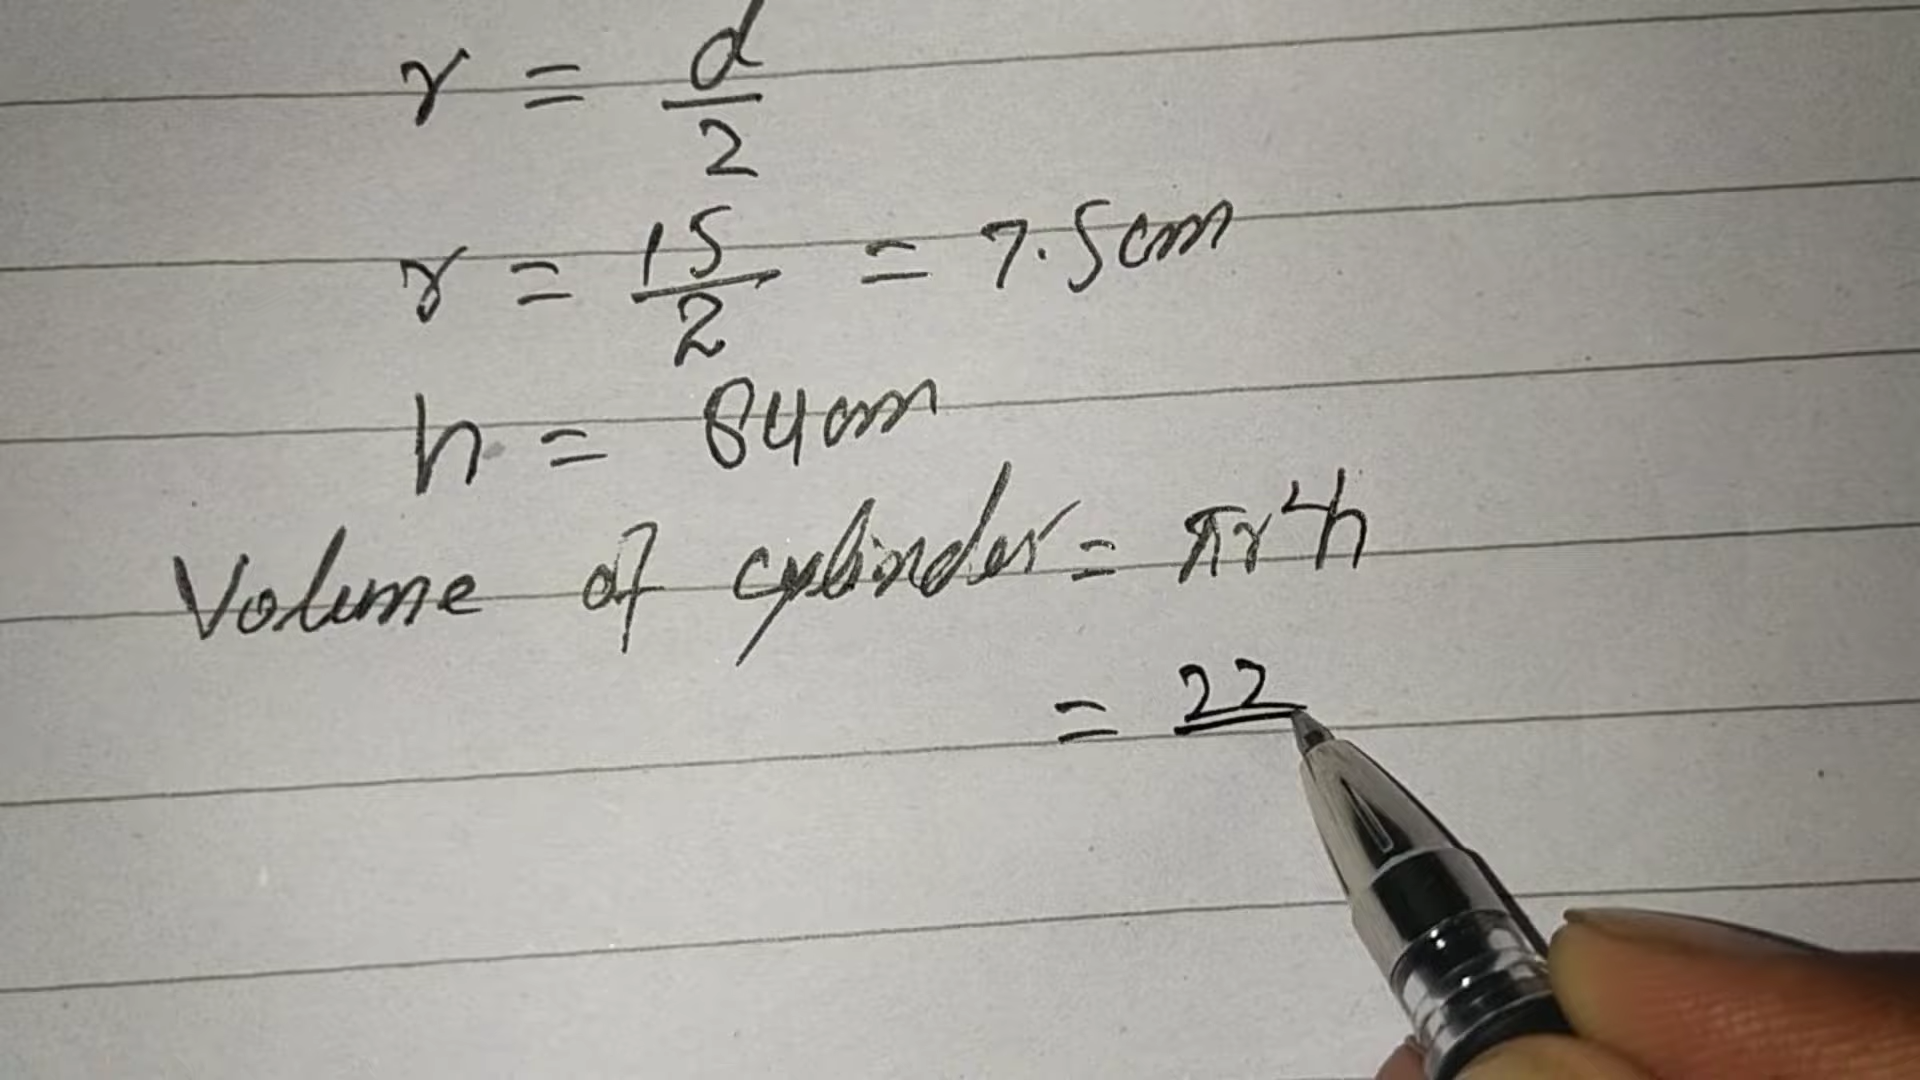 r = d/2
r = 15/2 = 7.5cm
h = 84cm
Volume of cylinder = πr²h
= 22